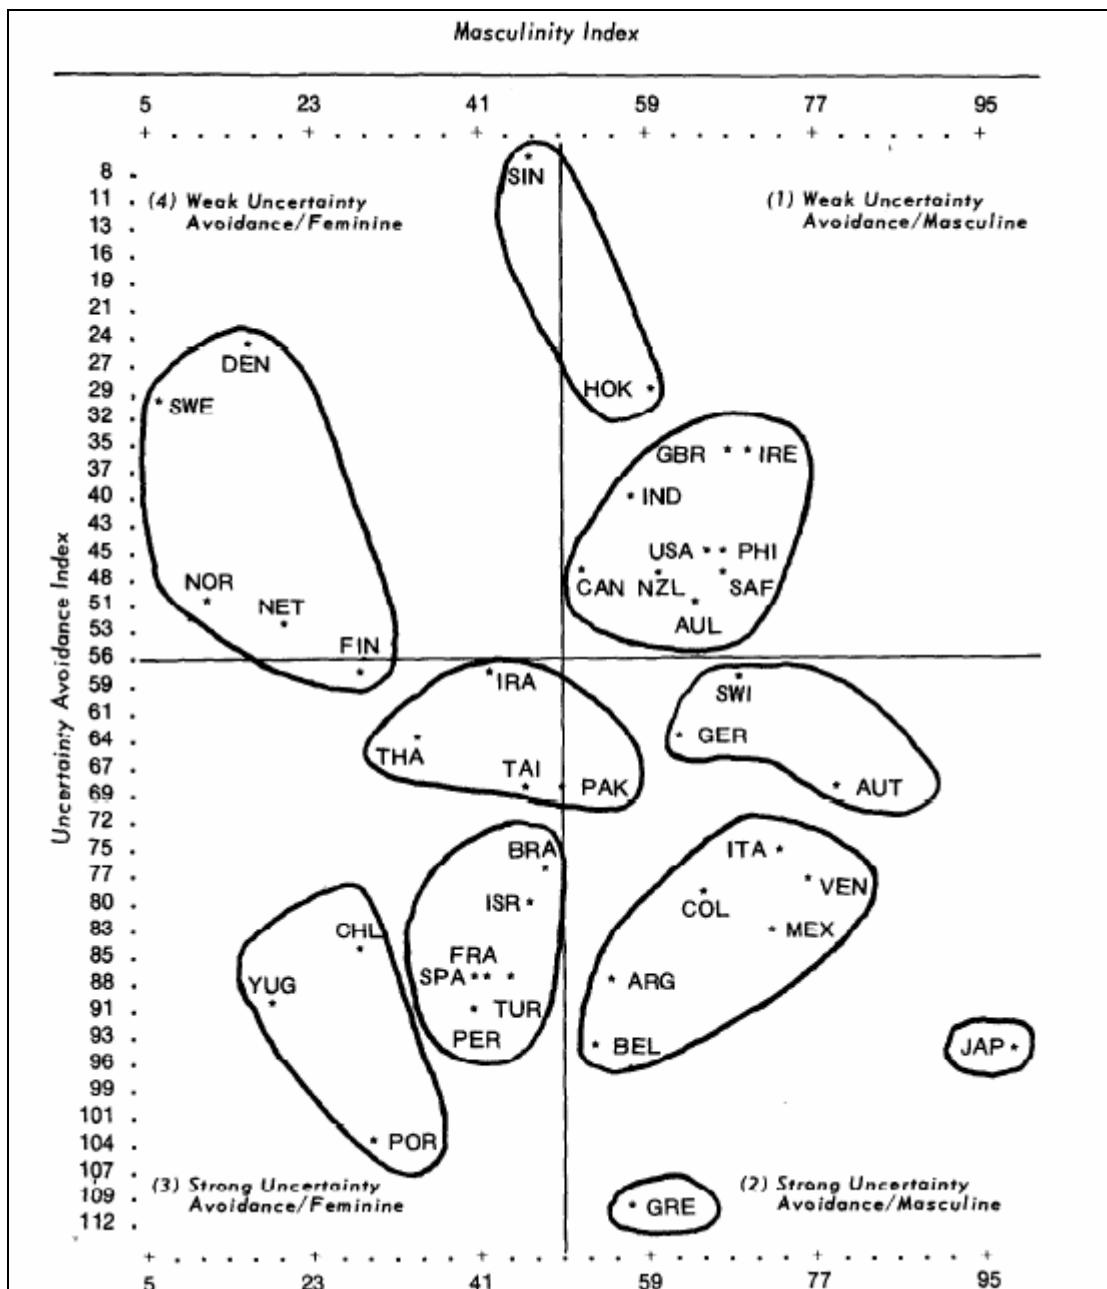 Masculinity Index
5 23 41 59 77 95
8
SIN
11
(4) Weak Uncertainty
Avoidance/Feminine
(1) Weak Uncertainty
Avoidance/Masculine
13
16
19
21
24
DEN
27
HOK
29
SWE
32
35
GBR IRE
37
40
IND
43
45
USA PHI
48
NOR CAN NZL SAF
51
NET AUL
53
FIN
56
59
IRA SWI
61
64
THA GER
67
TAI PAK AUT
69
72
75
BRA ITA
77
VEN
80
ISR COL
83
CHL MEX
85
FRA
88
YUG SPA ARG
91
TUR
93
PER BEL JAP
96
99
101
104
POR
107
(3) Strong Uncertainty
Avoidance/Feminine
(2) Strong Uncertainty
Avoidance/Masculine
109
GRE
112
5 23 41 59 77 95
Uncertainty Avoidance Index